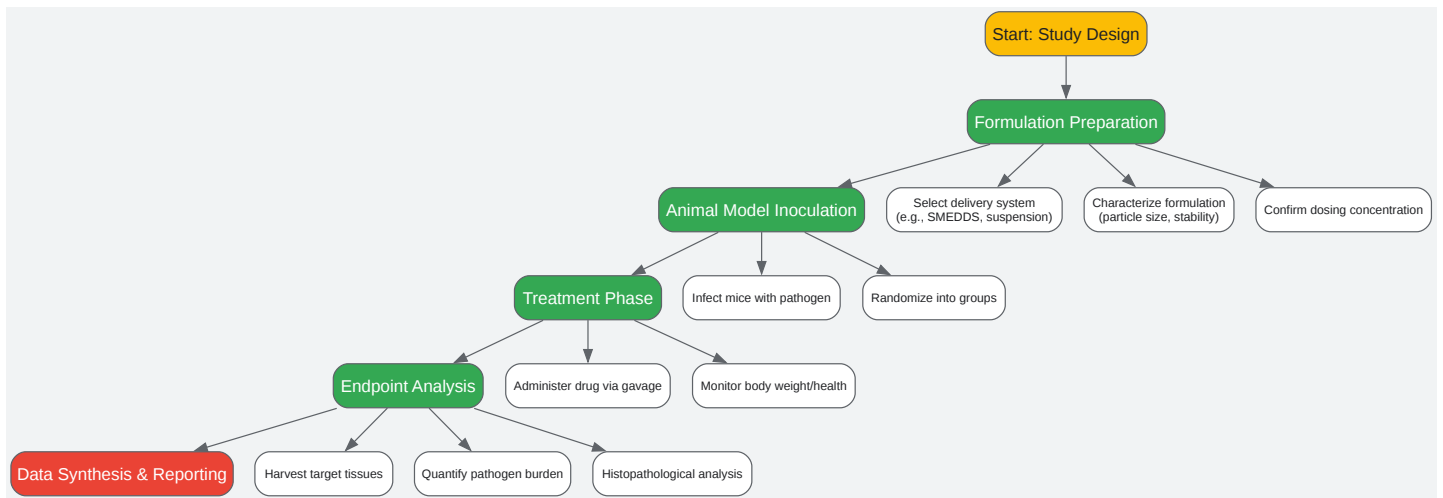 Start: Study Design
Formulation Preparation
Animal Model Inoculation
Select delivery system
(e.g., SMEDDS, suspension)
Characterize formulation
(particle size, stability)
Confirm dosing concentration
Treatment Phase
Infect mice with pathogen
Randomize into groups
Endpoint Analysis
Administer drug via gavage
Monitor body weight/health
Data Synthesis & Reporting
Harvest target tissues
Quantify pathogen burden
Histopathological analysis